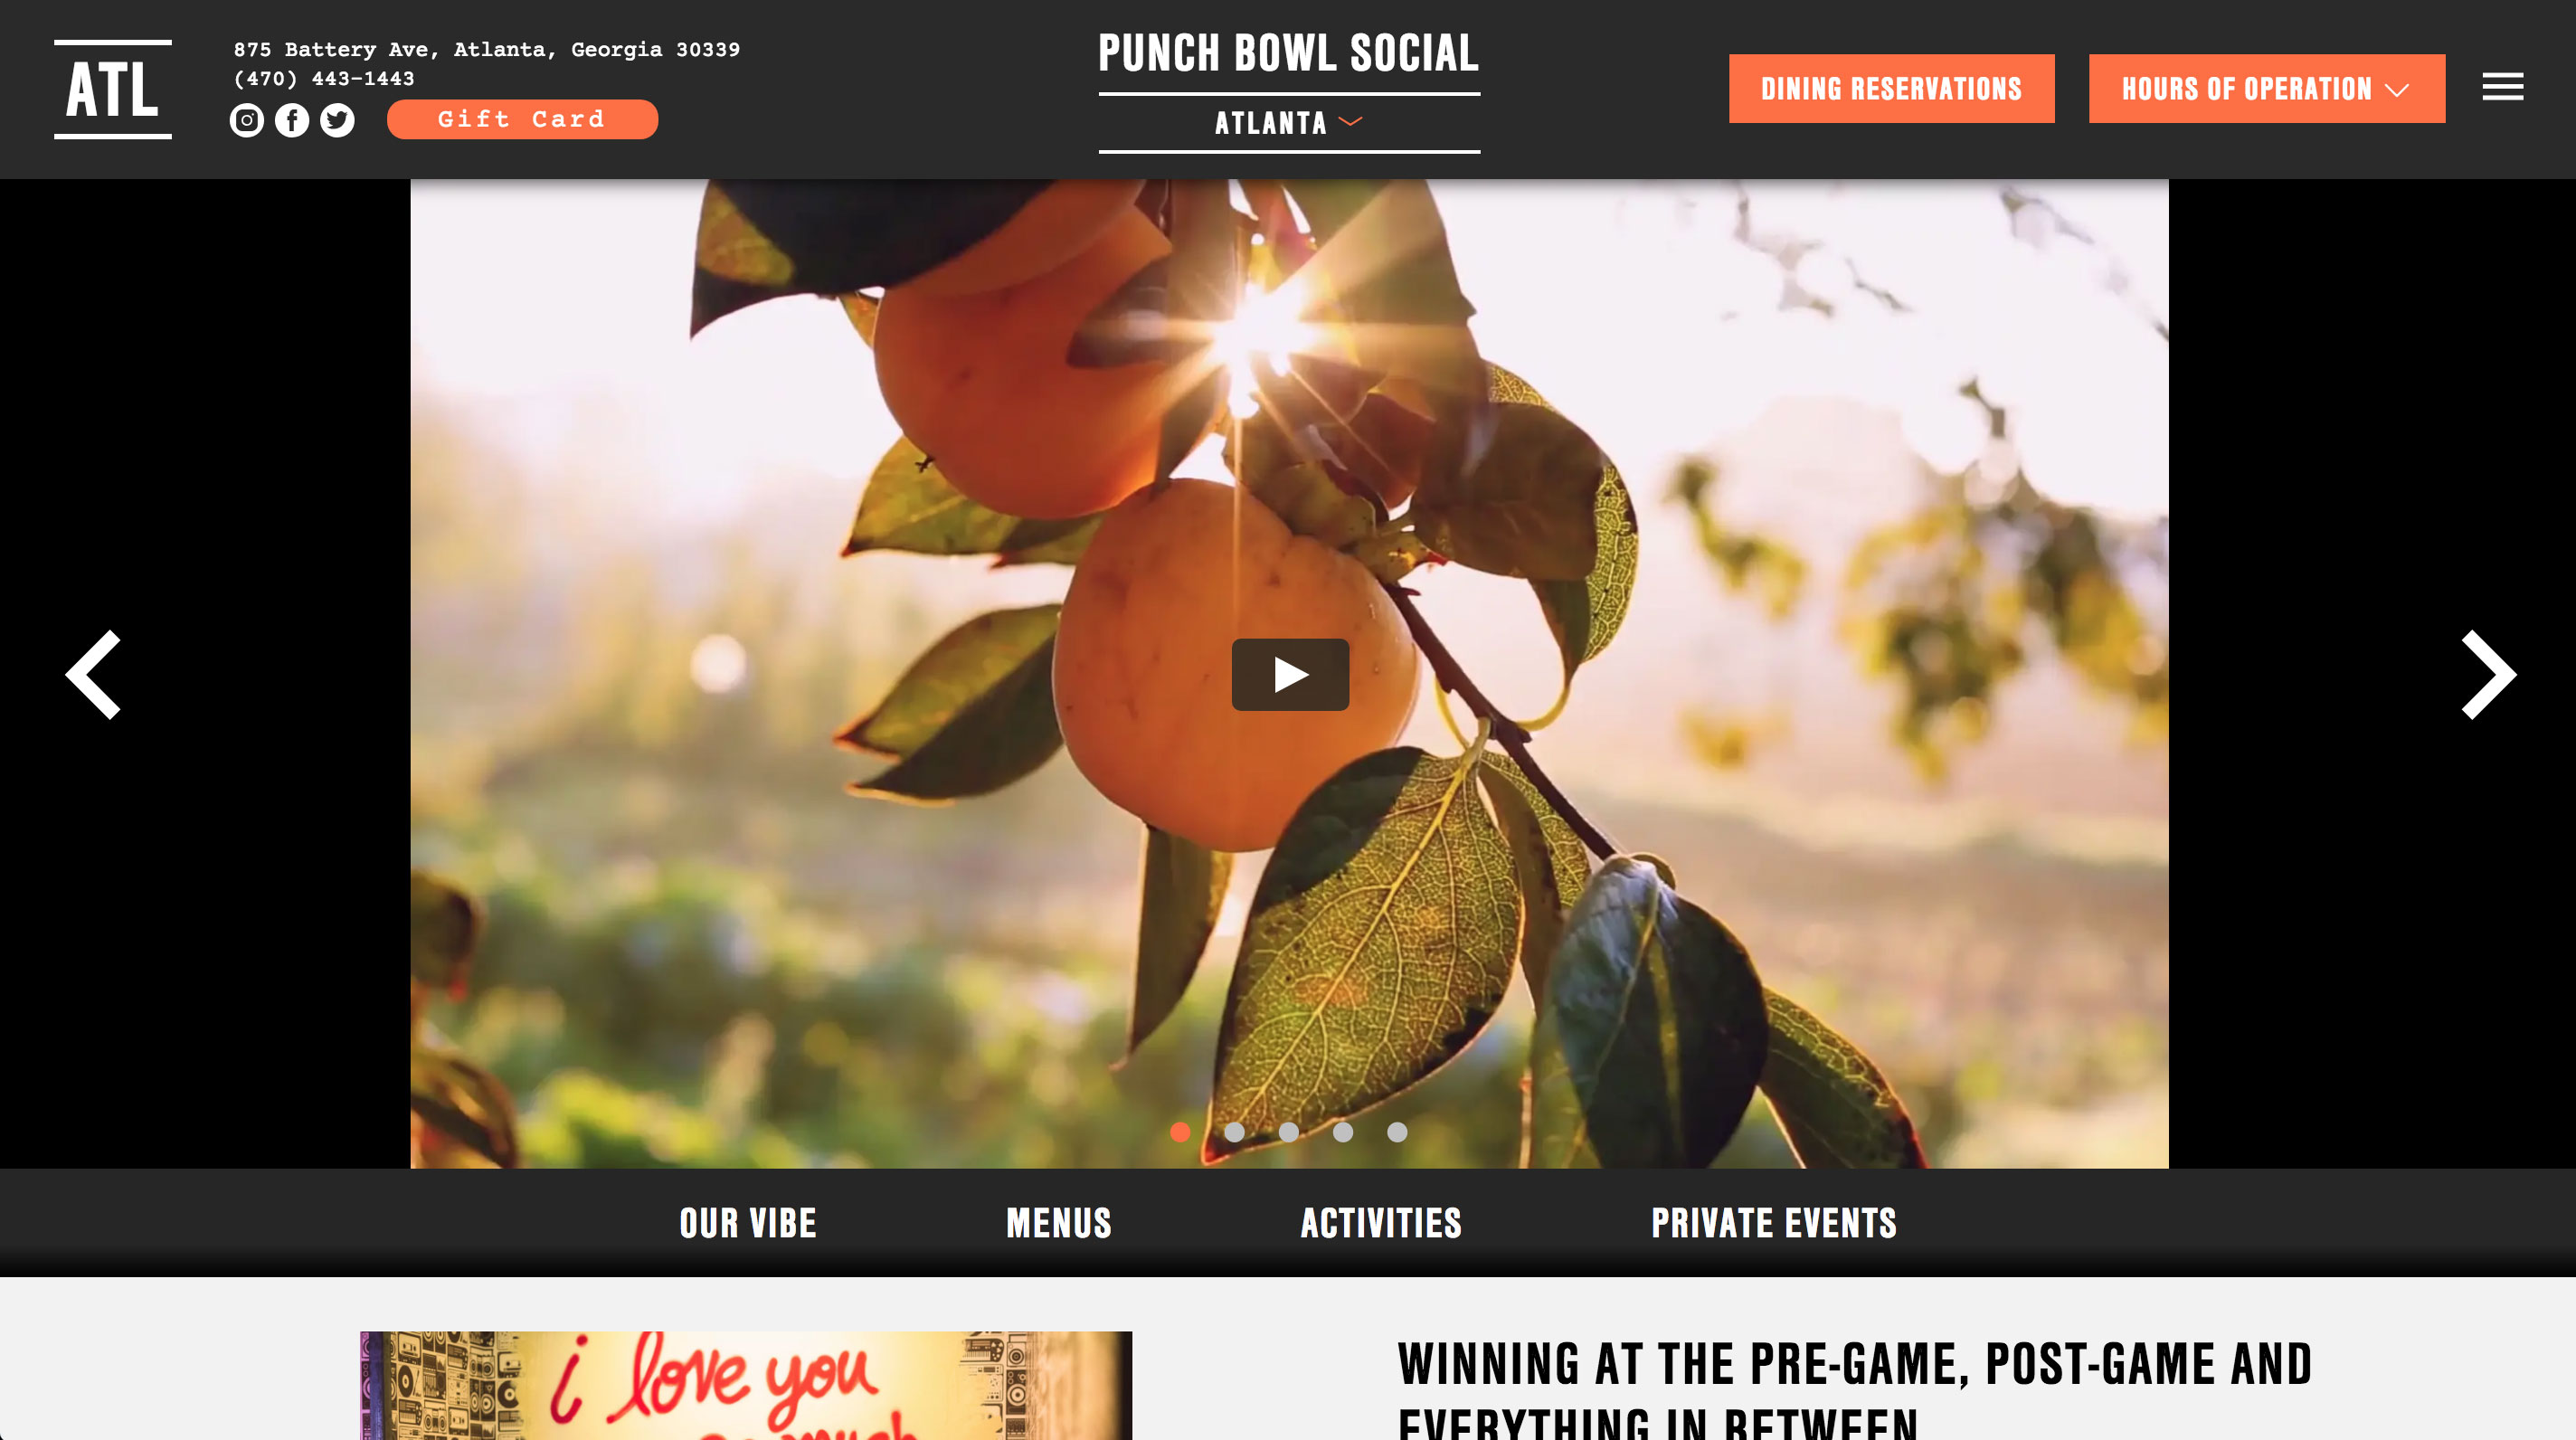 ATL
875 Battery Ave, Atlanta, Georgia 30339
(470) 443-1443
Gift Card
PUNCH BOWL SOCIAL
ATLANTA
DINING RESERVATIONS
HOURS OF OPERATION
OUR VIBE
MENUS
ACTIVITIES
PRIVATE EVENTS
i love you
so much
WINNING AT THE PRE-GAME, POST-GAME AND
EVERYTHING IN BETWEEN